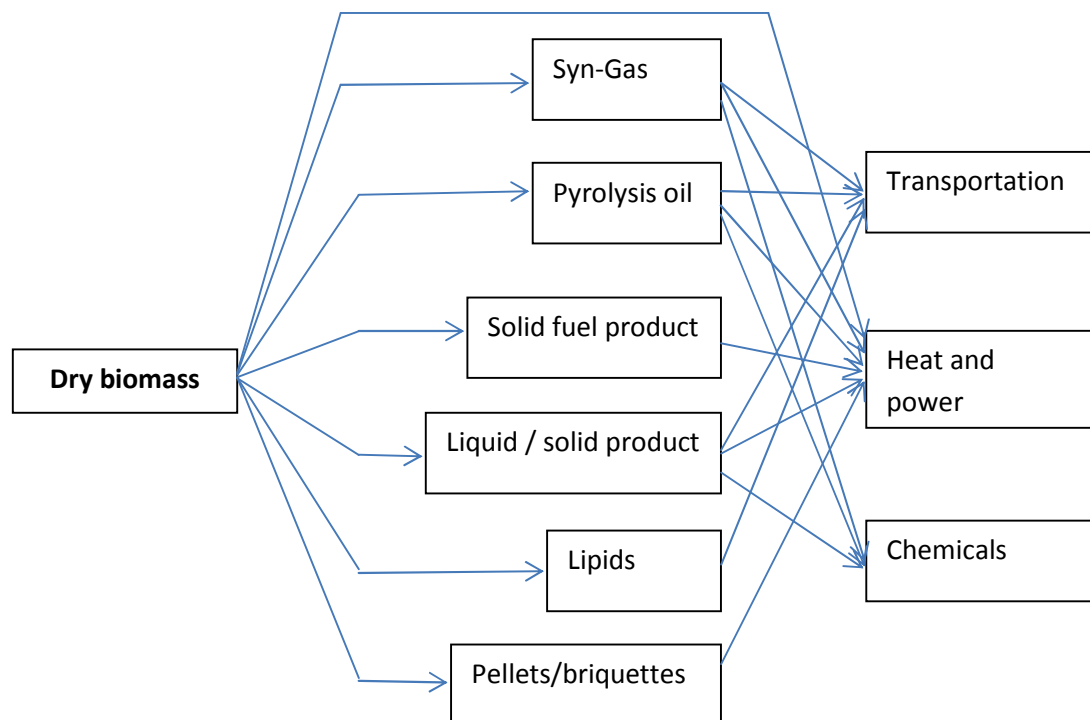 Syn-Gas
Pyrolysis oil
Transportation
Solid fuel product
Dry biomass
Heat and
power
Liquid / solid product
Chemicals
Lipids
Pellets/briquettes